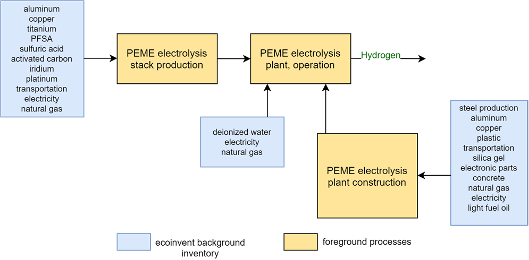 aluminum
copper
titanium
PFSA
sulfuric acid
activated carbon
iridium
platinum
transportation
electricity
natural gas
PEME electrolysis
stack production
PEME electrolysis
plant, operation
Hydrogen
deionized water
electricity
natural gas
PEME electrolysis
plant construction
steel production
aluminum
copper
plastic
transportation
silica gel
electronic parts
concrete
natural gas
electricity
light fuel oil
ecoinvent background
inventory
foreground processes